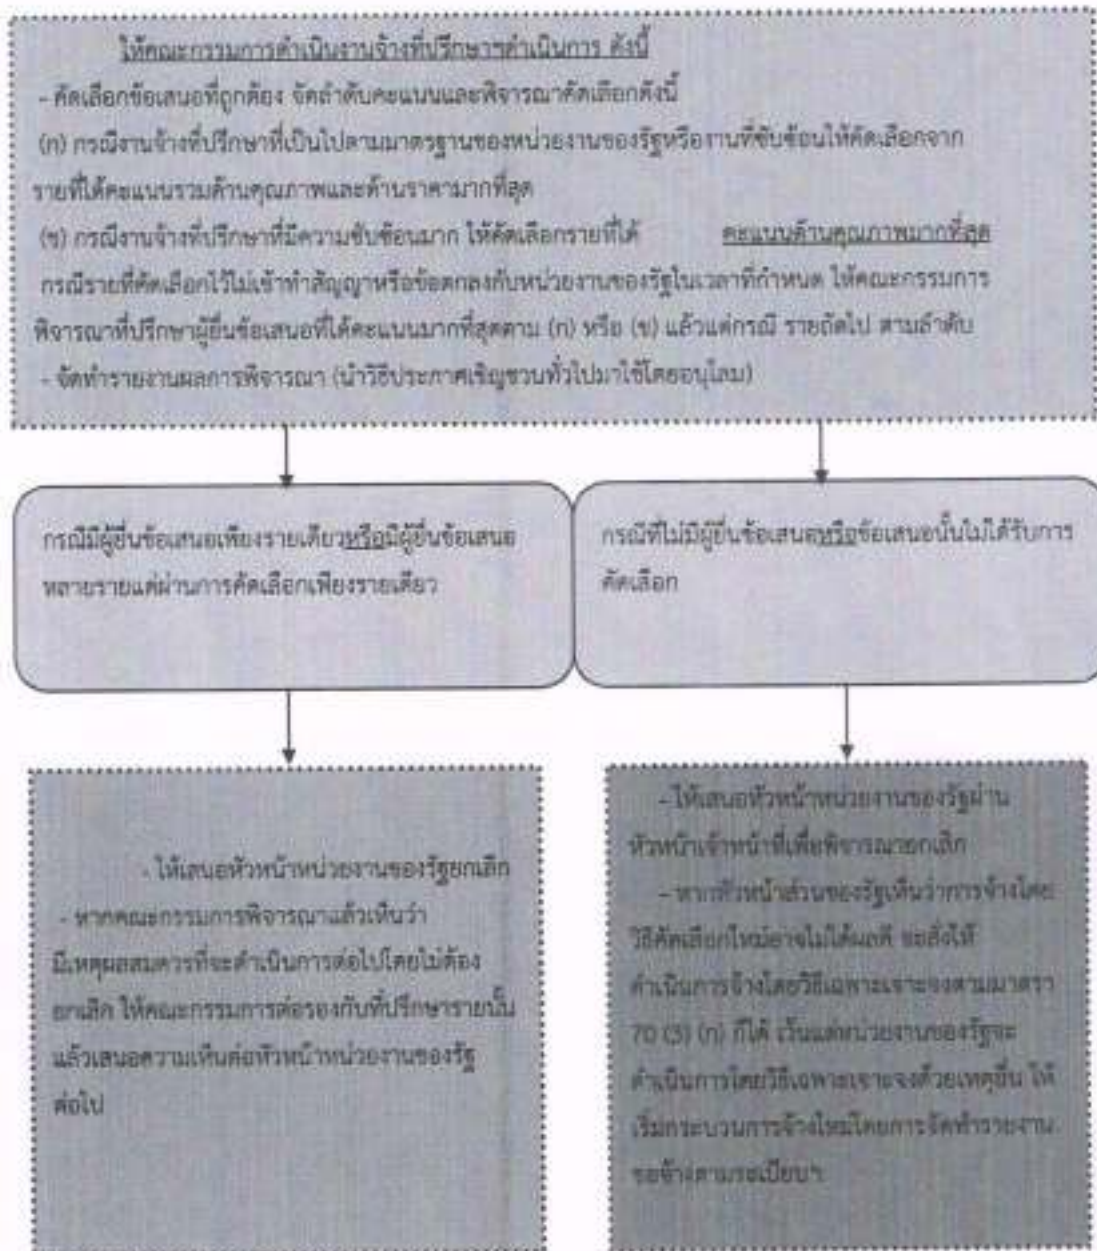 ให้คณะกรรมการดำเนินงานจ้างที่ปรึกษาฯดำเนินการ ดังนี้
- คัดเลือกข้อเสนอที่ถูกต้อง จัดลำดับคะแนนและพิจารณาคัดเลือกดังนี้
(ก) กรณีงานจ้างที่ปรึกษาที่เป็นไปตามมาตรฐานของหน่วยงานของรัฐหรืองานที่ซับซ้อนให้คัดเลือกจาก
รายที่ได้คะแนนรวมด้านคุณภาพและด้านราคามากที่สุด
(ข) กรณีงานจ้างที่ปรึกษาที่มีความซับซ้อนมาก ให้คัดเลือกรายที่ได้ คะแนนด้านคุณภาพมากที่สุด
กรณีรายที่คัดเลือกไว้ไม่เข้าทำสัญญาหรือข้อตกลงกับหน่วยงานของรัฐในเวลาที่กำหนด ให้คณะกรรมการ
พิจารณาที่ปรึกษาผู้ยื่นข้อเสนอที่ได้คะแนนมากที่สุดตาม (ก) หรือ (ข) แล้วแต่กรณี รายถัดไป ตามลำดับ
- จัดทำรายงานผลการพิจารณา (นำวิธีประกาศเชิญชวนทั่วไปมาใช้โดยอนุโลม)
กรณีมีผู้ยื่นข้อเสนอเพียงรายเดียวหรือมีผู้ยื่นข้อเสนอ
หลายรายแต่ผ่านการคัดเลือกเพียงรายเดียว
กรณีที่ไม่มีผู้ยื่นข้อเสนอหรือข้อเสนอนั้นไม่ได้รับการ
คัดเลือก
- ให้เสนอหัวหน้าหน่วยงานของรัฐยกเลิก
- หากคณะกรรมการพิจารณาแล้วเห็นว่า
มีเหตุผลสมควรที่จะดำเนินการต่อไปโดยไม่ต้อง
ยกเลิก ให้คณะกรรมการต่อรองกับที่ปรึกษารายนั้น
แล้วเสนอความเห็นต่อหัวหน้าหน่วยงานของรัฐ
ต่อไป
- ให้เสนอหัวหน้าหน่วยงานของรัฐผ่าน
หัวหน้าเจ้าหน้าที่เพื่อพิจารณายกเลิก
- หากหัวหน้าส่วนของรัฐเห็นว่าการจ้างโดย
วิธีคัดเลือกใหม่อาจไม่ได้ผลดี จะสั่งให้
ดำเนินการจ้างโดยวิธีเฉพาะเจาะจงตามมาตรา
70 (3) (ก) ก็ได้ เว้นแต่หน่วยงานของรัฐจะ
ดำเนินการโดยวิธีเฉพาะเจาะจงด้วยเหตุอื่น ให้
เริ่มกระบวนการจ้างใหม่โดยการจัดทำรายงาน
ขอจ้างตามระเบียบฯ